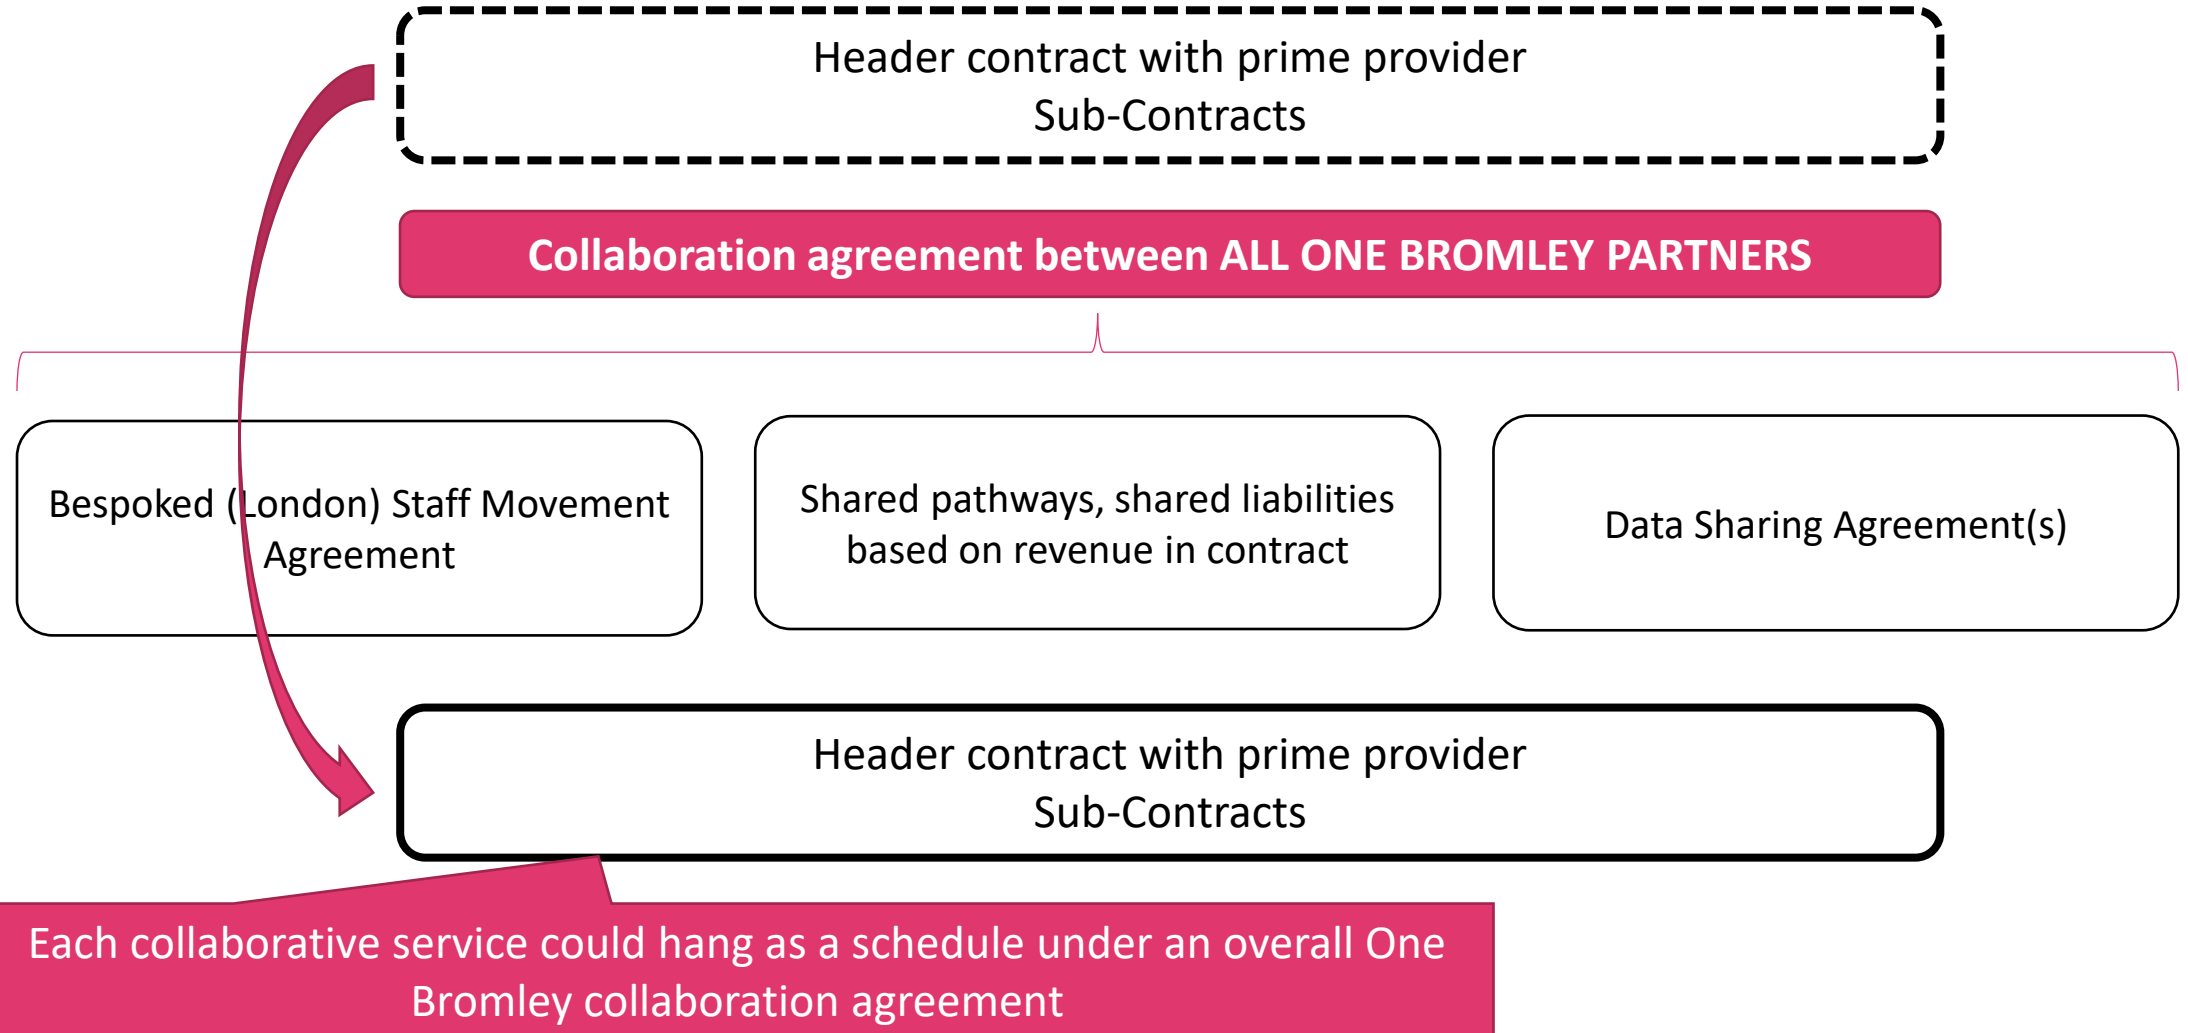 Header contract with prime provider
Sub-Contracts
Collaboration agreement between ALL ONE BROMLEY PARTNERS
Bespoked (London) Staff Movement
Agreement
Shared pathways, shared liabilities
based on revenue in contract
Data Sharing Agreement(s)
Header contract with prime provider
Sub-Contracts
Each collaborative service could hang as a schedule under an overall One
Bromley collaboration agreement